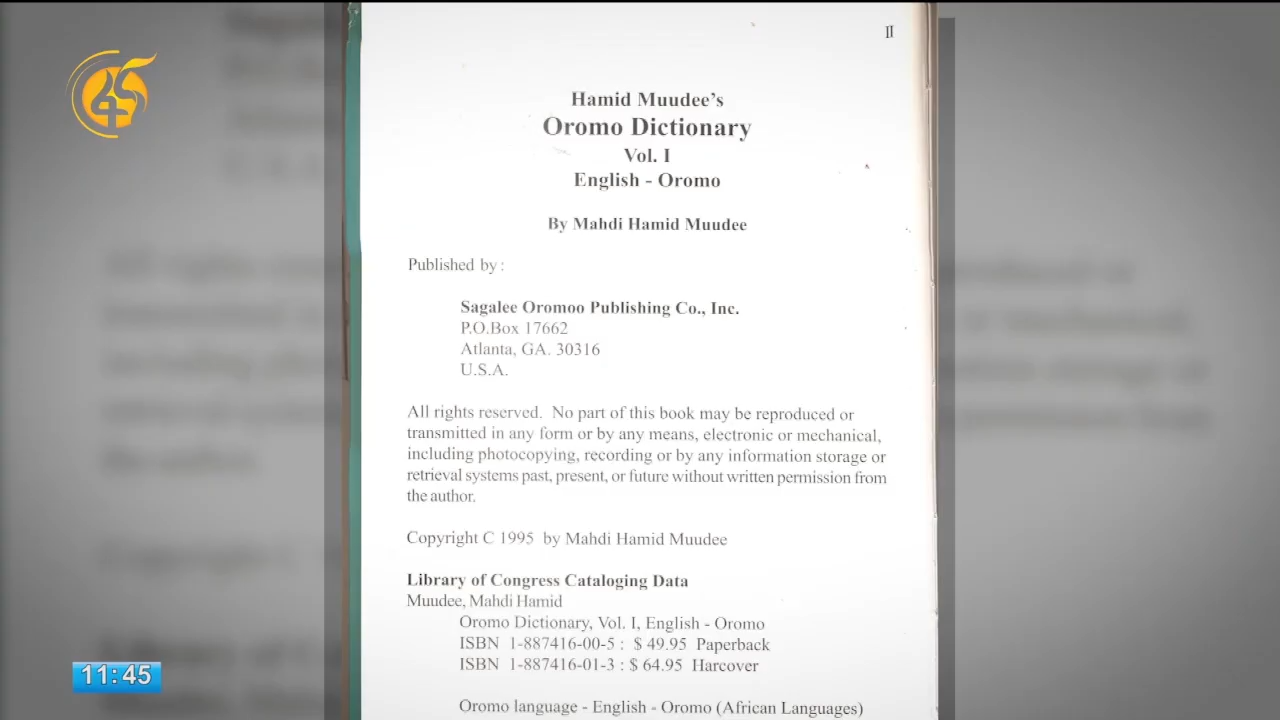 II
Hamid Muudee's
Oromo Dictionary
Vol. I
English - Oromo
By Mahdi Hamid Muudee
Published by :
Sagalee Oromoo Publishing Co., Inc.
P.O.Box 17662
Atlanta, GA. 30316
U.S.A.
All rights reserved. No part of this book may be reproduced or
transmitted in any form or by any means, electronic or mechanical,
including photocopying, recording or by any information storage or
retrieval systems past, present, or future without written permission from
the author.
Copyright C 1995 by Mahdi Hamid Muudee
Library of Congress Cataloging Data
Muudee, Mahdi Hamid
Oromo Dictionary, Vol. I, English - Oromo
ISBN 1-887416-00-5 : $ 49.95 Paperback
ISBN 1-887416-01-3 : $ 64.95 Harcover
Oromo language - English - Oromo (African Languages)
11:45